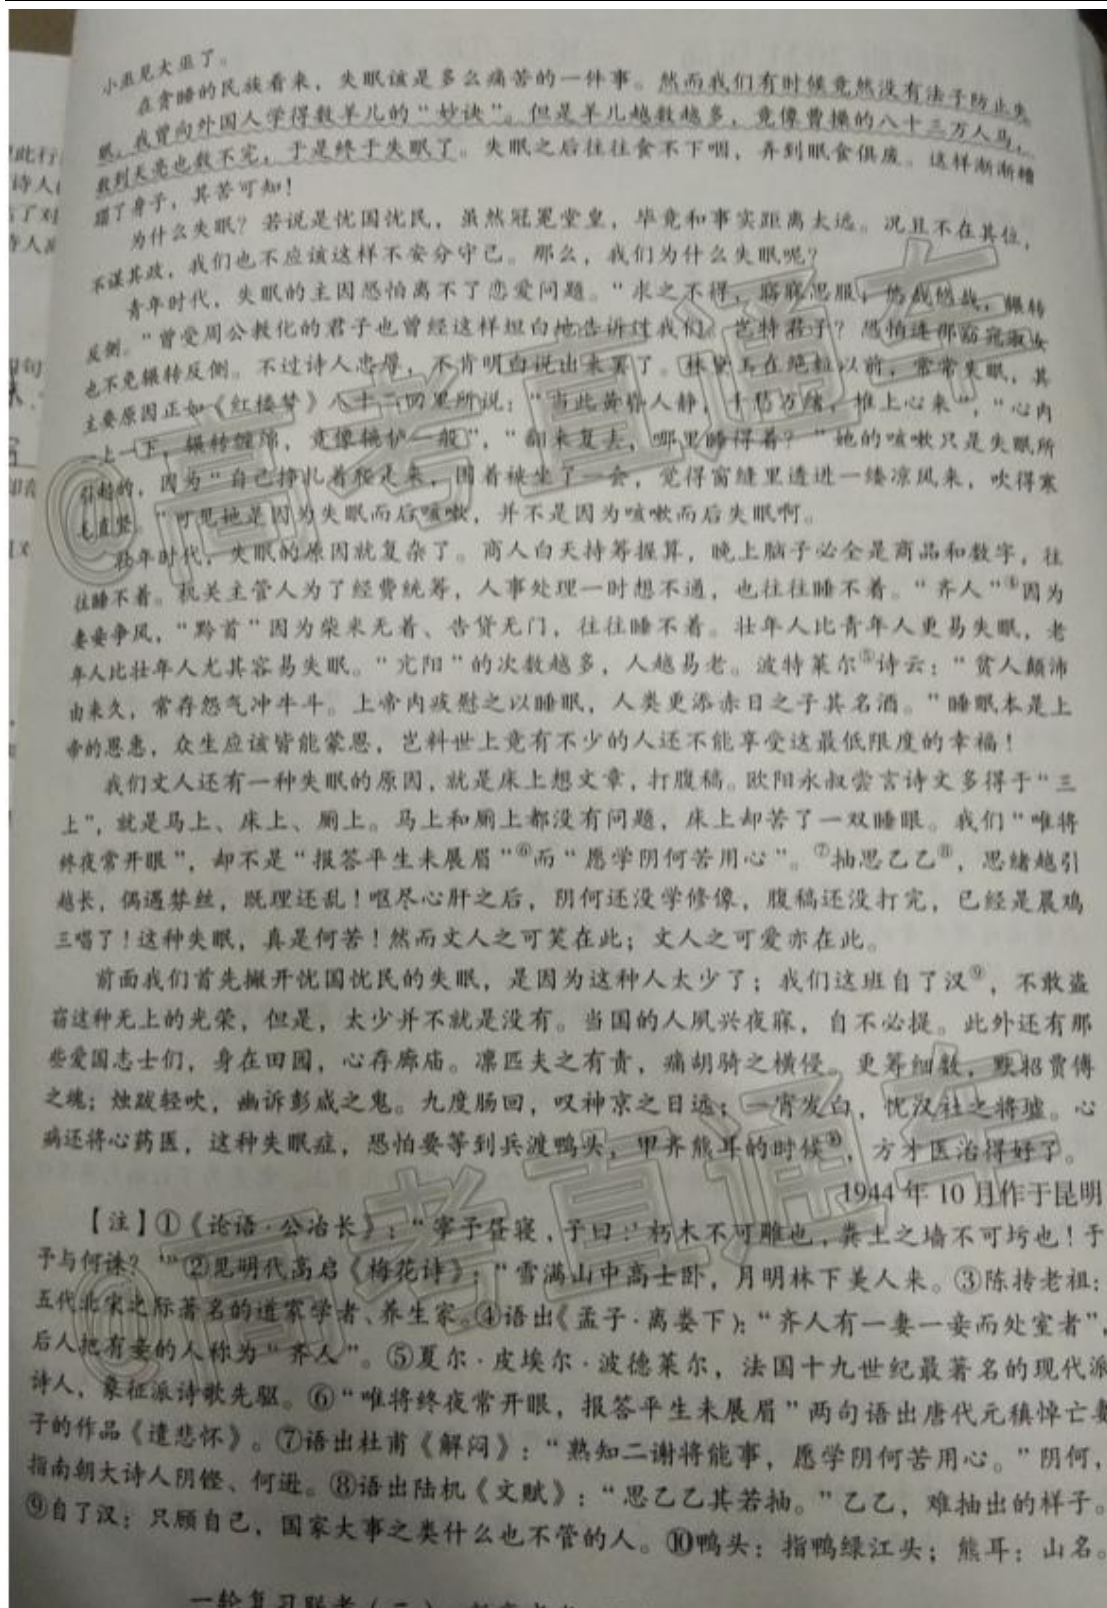 小巫见大巫了。
在贪睡的民族看来，失眠该是多么痛苦的一件事。然而我们有时候竟然没有法子防止失
眠，我曾向外国人学得数羊儿的“妙诀”。但是羊儿越数越多，竟像曹操的八十三万人马，
数到天亮也数不完，于是终于失眠了。失眠之后往往食不下咽，弄到眠食俱废。这样渐渐糟
蹋了身子，其苦可知！
为什么失眠？若说是忧国忧民，虽然冠冕堂皇，毕竟和事实距离太远。况且不在其位，
不谋其政，我们也不应该这样不安分守己。那么，我们为什么失眠呢？
青年时代，失眠的主因恐怕离不了恋爱问题。“求之不得，寤寐思服；悠哉悠哉，辗转
反侧。”曾受周公教化的君子也曾经这样坦白地告诉过我们。岂特君子？恐怕连那窈窕淑女
也不免辗转反侧。不过诗人忠厚，不肯明白说出来罢了。林黛玉在绝粒以前，常常失眠，其
主要原因正如《红楼梦》八十二回里所说：“当此黄昏人静，千愁万绪，堆上心来”，“心内
一上一下，辗转缠绵，竟像辘轳一般”，“翻来复去，哪里睡得着？”她的咳嗽只是失眠所
引起的，因为“自己挣扎着爬起来，围着被坐了一会，觉得窗缝里透进一缕凉风来，吹得寒
毛直竖。”可见她是因为失眠而后咳嗽，并不是因为咳嗽而后失眠啊。
壮年时代，失眠的原因就复杂了。商人白天持筹握算，晚上脑子必全是商品和数字，往
往睡不着。机关主管人为了经费统筹，人事处理一时想不通，也往往睡不着。“齐人”④因为
妻妾争风，“黔首”因为柴米无着、告贷无门，往往睡不着。壮年人比青年人更易失眠，老
年人比壮年人尤其容易失眠。“亢阳”的次数越多，人越易老。波特莱尔⑤诗云：“贫人颠沛
由来久，常存怨气冲牛斗。上帝内疚慰之以睡眠，人类更添赤日之子其名酒。”睡眠本是上
帝的恩惠，众生应该皆能蒙恩，岂料世上竟有不少的人还不能享受这最低限度的幸福！
我们文人还有一种失眠的原因，就是床上想文章，打腹稿。欧阳永叔尝言诗文多得于“三
上”，就是马上、床上、厕上。马上和厕上都没有问题，床上却苦了一双睡眼。我们“唯将
终夜常开眼”，却不是“报答平生未展眉”⑥而“愿学阴何苦用心”。⑦抽思乙乙⑧，思绪越引
越长，偶遇棼丝，既理还乱！呕尽心肝之后，阴何还没学修像，腹稿还没打完，已经是晨鸡
三唱了！这种失眠，真是何苦！然而文人之可笑在此；文人之可爱亦在此。
前面我们首先撇开忧国忧民的失眠，是因为这种人太少了；我们这班自了汉⑨，不敢盗
窃这种无上的光荣，但是，太少并不就是没有。当国的人夙兴夜寐，自不必提。此外还有那
些爱国志士们，身在田园，心存廊庙。凛匹夫之有责，痛胡骑之横侵。更筹细数，默招贾傅
之魂；烛跋轻吹，幽诉彭咸之鬼。九度肠回，叹神京之日远；一宵发白，忧汉社之将墟。心
病还将心药医，这种失眠症，恐怕要等到兵渡鸭头，甲齐熊耳的时候⑩，方才医治得好了。
1944年10月作于昆明
【注】①《论语·公冶长》：“宰予昼寝，子曰：‘朽木不可雕也，粪土之墙不可圬也！于
予与何诛？’”②见明代高启《梅花诗》：“雪满山中高士卧，月明林下美人来。③陈抟老祖：
五代北宋之际著名的道家学者、养生家。④语出《孟子·离娄下》：“齐人有一妻一妾而处室者”，
后人把有妾的人称为“齐人”。⑤夏尔·皮埃尔·波德莱尔，法国十九世纪最著名的现代派
诗人，象征派诗歌先驱。⑥“唯将终夜常开眼，报答平生未展眉”两句语出唐代元稹悼亡妻
子的作品《遣悲怀》。⑦语出杜甫《解闷》：“熟知二谢将能事，愿学阴何苦用心。”阴何，
指南朝大诗人阴铿、何逊。⑧语出陆机《文赋》：“思乙乙其若抽。”乙乙，难抽出的样子。
⑨自了汉：只顾自己，国家大事之类什么也不管的人。⑩鸭头：指鸭绿江头；熊耳：山名。
一轮复习联考（二）
@高考直通车
@高考直通车